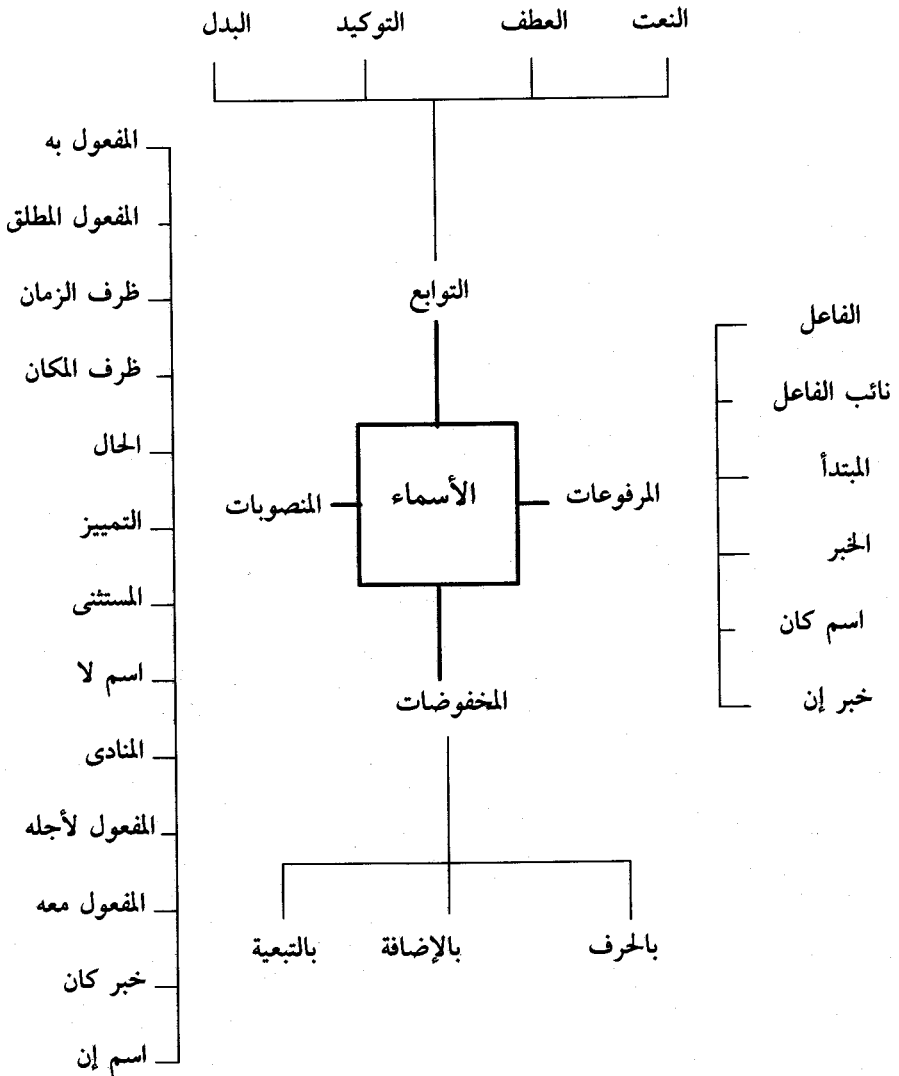 النعت
العطف
التوكيد
البدل
التوابع
الأسماء
المرفوعات
الفاعل
نائب الفاعل
المبتدأ
الخبر
اسم كان
خبر إن
المنصوبات
المفعول به
المفعول المطلق
ظرف الزمان
ظرف المكان
الحال
التمييز
المستثنى
اسم لا
المنادى
المفعول لأجله
المفعول معه
خبر كان
اسم إن
المخفوضات
بالحرف
بالإضافة
بالتبعية